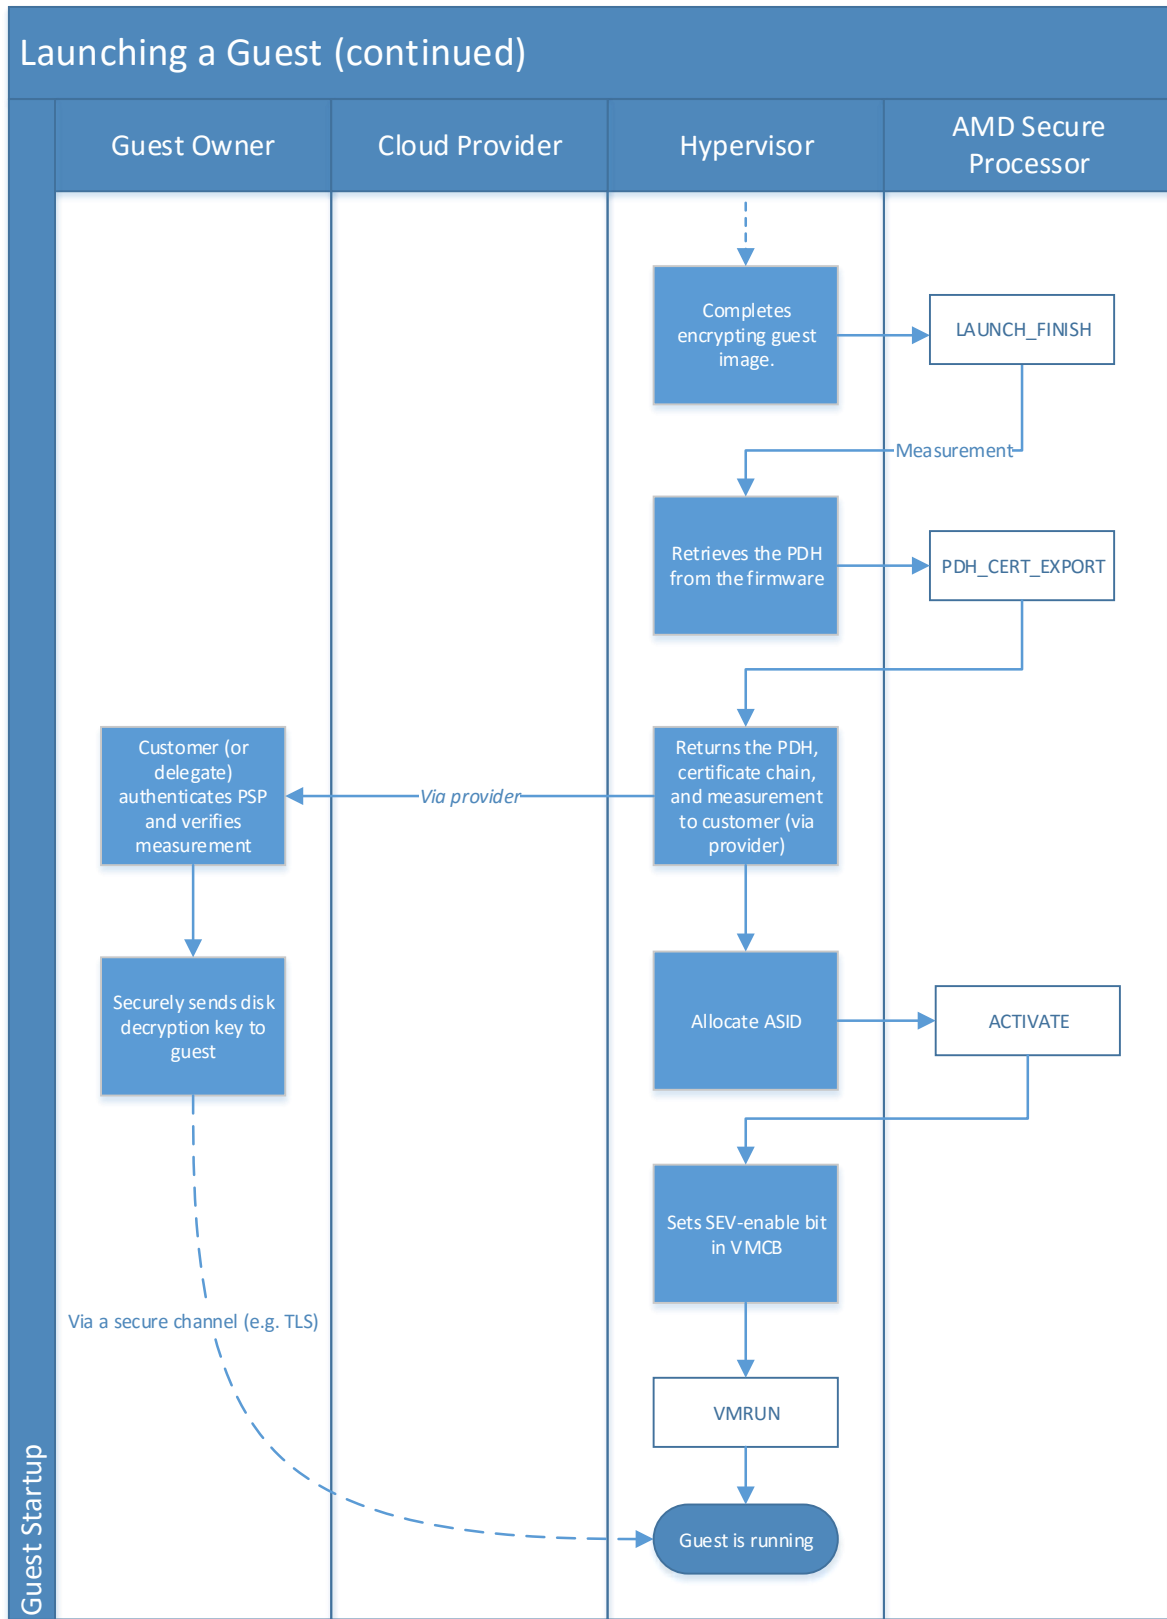 Launching a Guest (continued)
Guest Owner
Cloud Provider
Hypervisor
AMD Secure
Processor
Completes
encrypting guest
image.
LAUNCH_FINISH
Measurement
Retrieves the PDH
from the firmware
PDH_CERT_EXPORT
Customer (or
delegate)
authenticates PSP
and verifies
measurement
Via provider
Returns the PDH,
certificate chain,
and measurement
to customer (via
provider)
Securely sends disk
decryption key to
guest
Allocate ASID
ACTIVATE
Sets SEV-enable bit
in VMCB
Via a secure channel (e.g. TLS)
VMRUN
Guest is running
Guest Startup